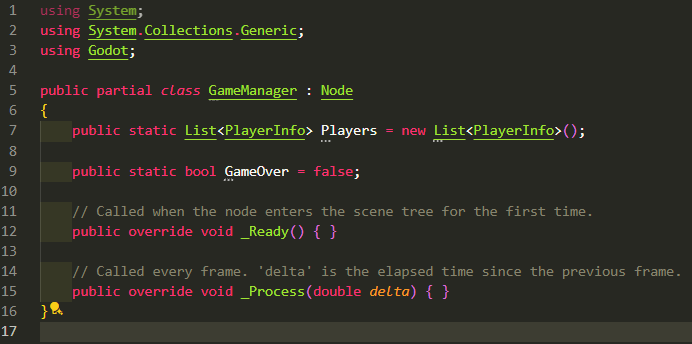 1 using System;
2 using System.Collections.Generic;
3 using Godot;
4
5 public partial class GameManager : Node
6 {
7     public static List<PlayerInfo> Players = new List<PlayerInfo>();
8
9     public static bool GameOver = false;
10
11     // Called when the node enters the scene tree for the first time.
12     public override void _Ready() { }
13
14     // Called every frame. 'delta' is the elapsed time since the previous frame.
15     public override void _Process(double delta) { }
16 }
17